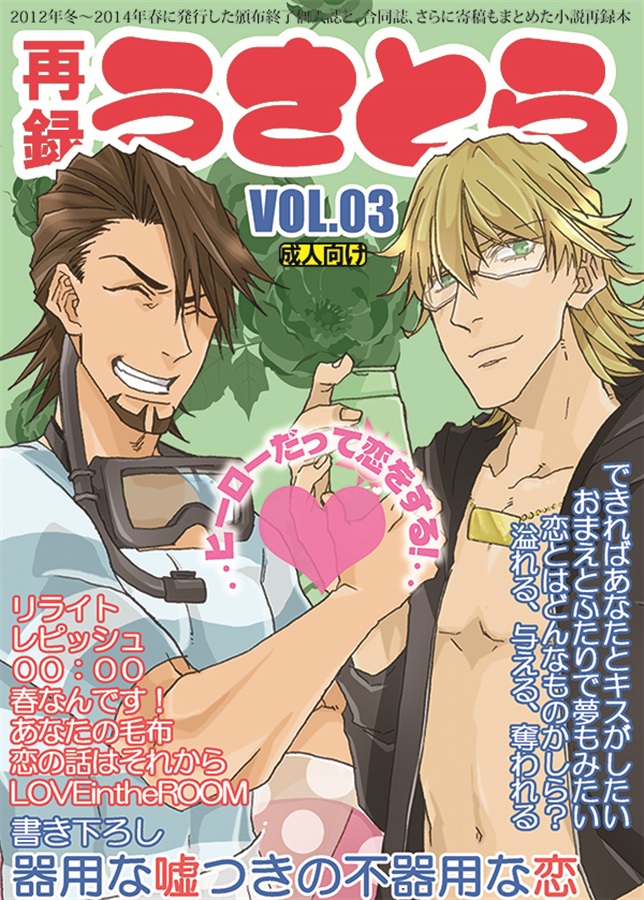 2012年冬～2014年春に発行した頒布終了個人誌と、合同誌、さらに寄稿もまとめた小説再録本
再録
うさとら
VOL.03
成人向け
‥ヒーローだって恋をする！‥
できればあなたとキスがしたい
おまえとふたりで夢もみたい
恋とはどんなものかしら？
溢れる、与える、奪われる
リライト
レピッシュ
００：００
春なんです！
あなたの毛布
恋の話はそれから
LOVEintheROOM
書き下ろし
器用な嘘つきの不器用な恋